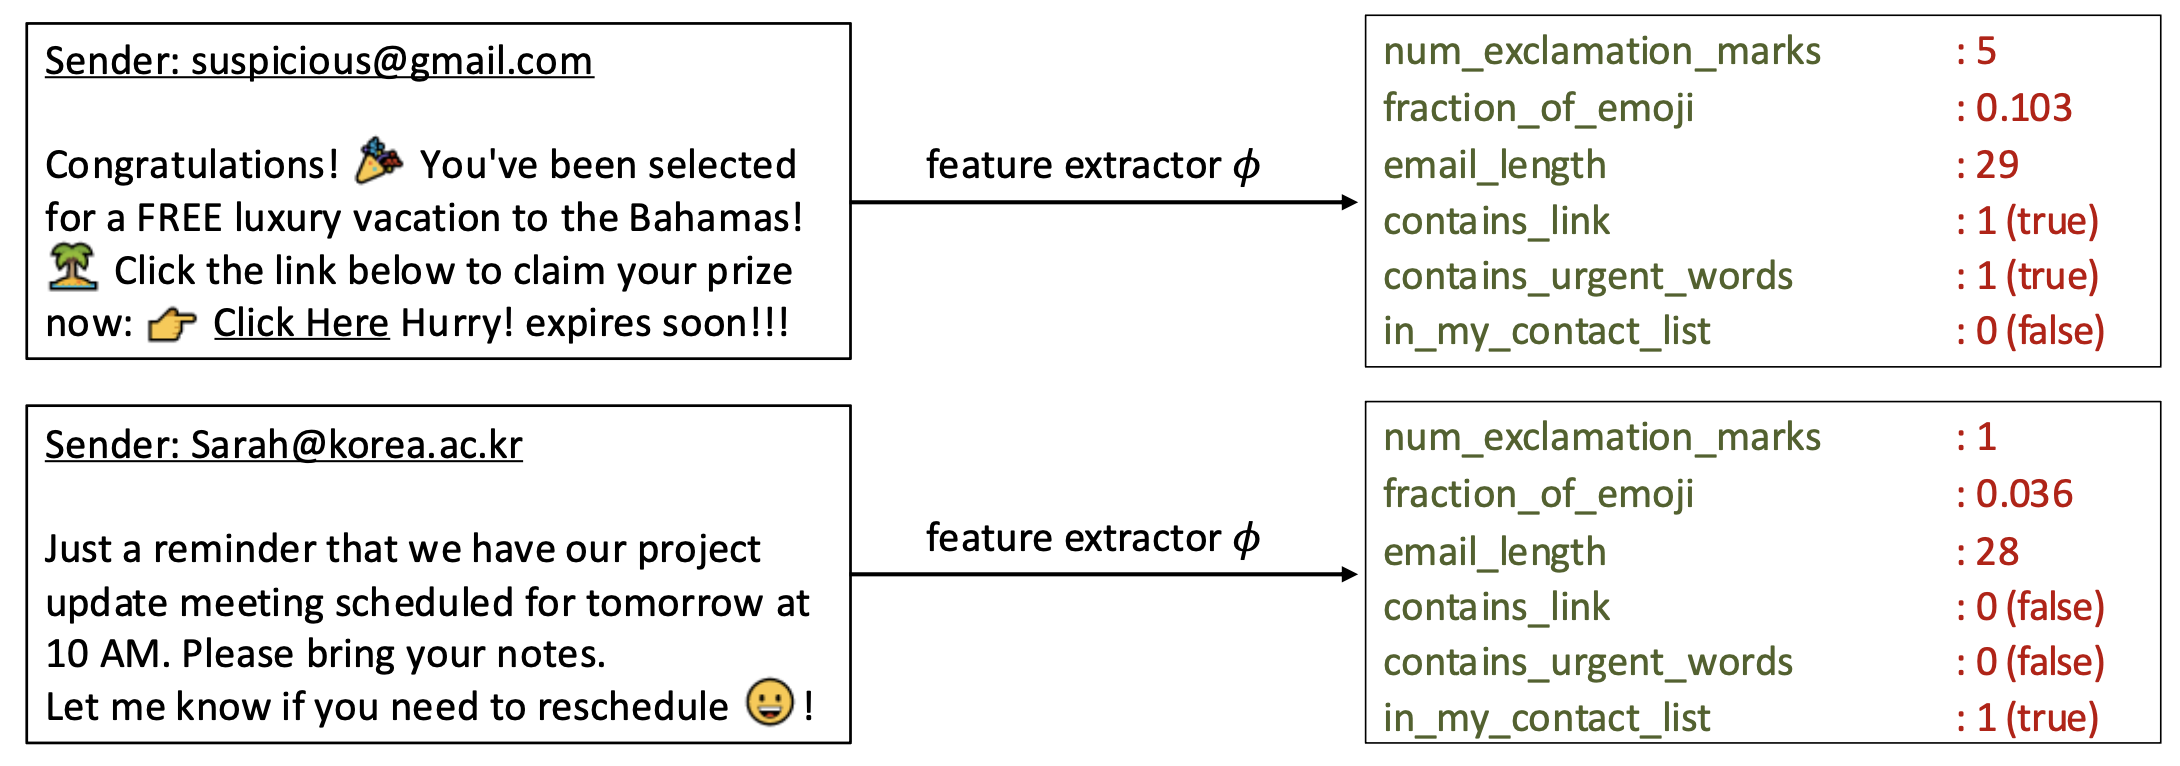 Sender: suspicious@gmail.com
Congratulations! 🎉 You've been selected
for a FREE luxury vacation to the Bahamas!
🏝 Click the link below to claim your prize
now: 👉 Click Here Hurry! expires soon!!!
feature extractor ϕ
num_exclamation_marks : 5
fraction_of_emoji : 0.103
email_length : 29
contains_link : 1 (true)
contains_urgent_words : 1 (true)
in_my_contact_list : 0 (false)
Sender: Sarah@korea.ac.kr
Just a reminder that we have our project
update meeting scheduled for tomorrow at
10 AM. Please bring your notes.
Let me know if you need to reschedule 😀!
feature extractor ϕ
num_exclamation_marks : 1
fraction_of_emoji : 0.036
email_length : 28
contains_link : 0 (false)
contains_urgent_words : 0 (false)
in_my_contact_list : 1 (true)